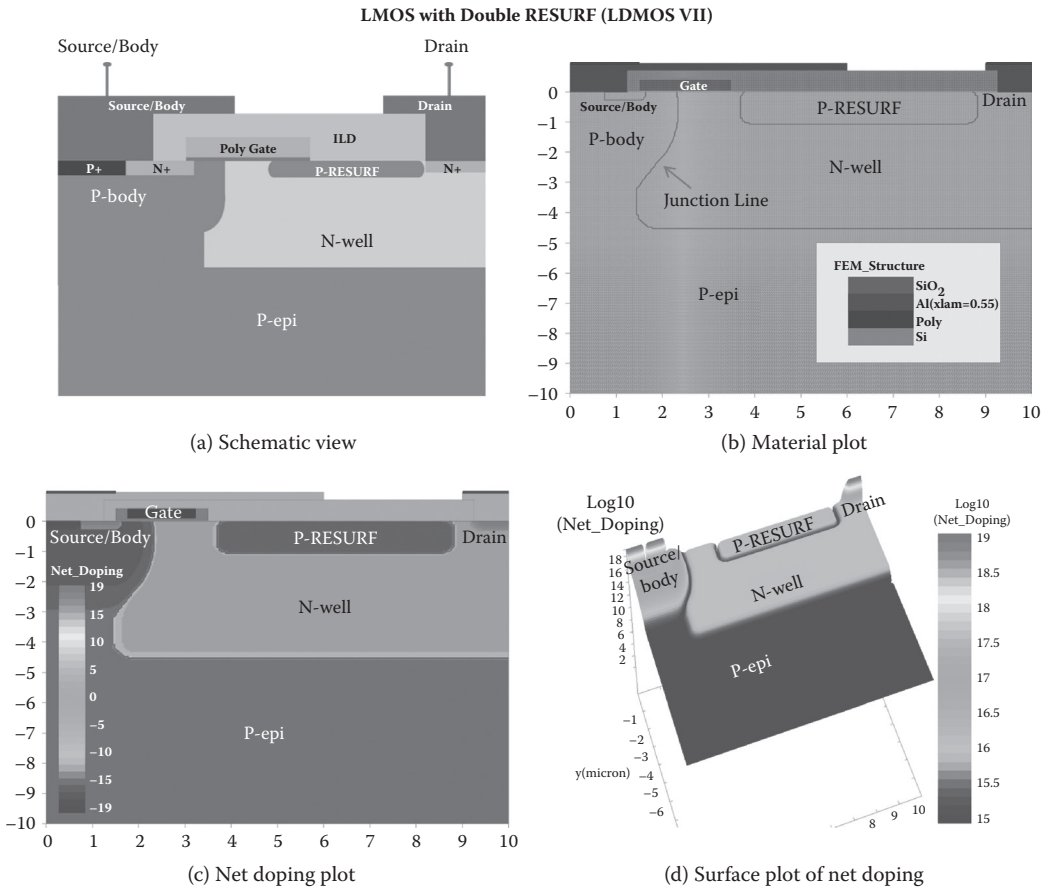 LMOS with Double RESURF (LDMOS VII)
Source/Body
Drain
Source/Body
Drain
Poly Gate
ILD
P+
N+
P-RESURF
N+
P-body
N-well
P-epi
(a) Schematic view
Gate
0
Source/Body
P-RESURF
Drain
–1
P-body
–2
N-well
–3
Junction Line
–4
–5
FEM_Structure
SiO2
Al(xlam=0.55)
Poly
Si
–6
P-epi
–7
–8
–9
–10
0 1 2 3 4 5 6 7 8 9 10
(b) Material plot
Gate
0
Source/Body
P-RESURF
Drain
–1
Net_Doping
19
15
10
5
0
–5
–10
–15
–19
–2
N-well
–3
–4
–5
–6
P-epi
–7
–8
–9
–10
0 1 2 3 4 5 6 7 8 9 10
(c) Net doping plot
Log10
(Net_Doping)
18
16
14
12
10
8
6
4
2
Source/
body
P-RESURF
Drain
N-well
P-epi
–1
–2
–3
y(micron)
–4
–5
–6
8 9 10
Log10
(Net_Doping)
19
18.5
18
17.5
17
16.5
16
15.5
15
(d) Surface plot of net doping